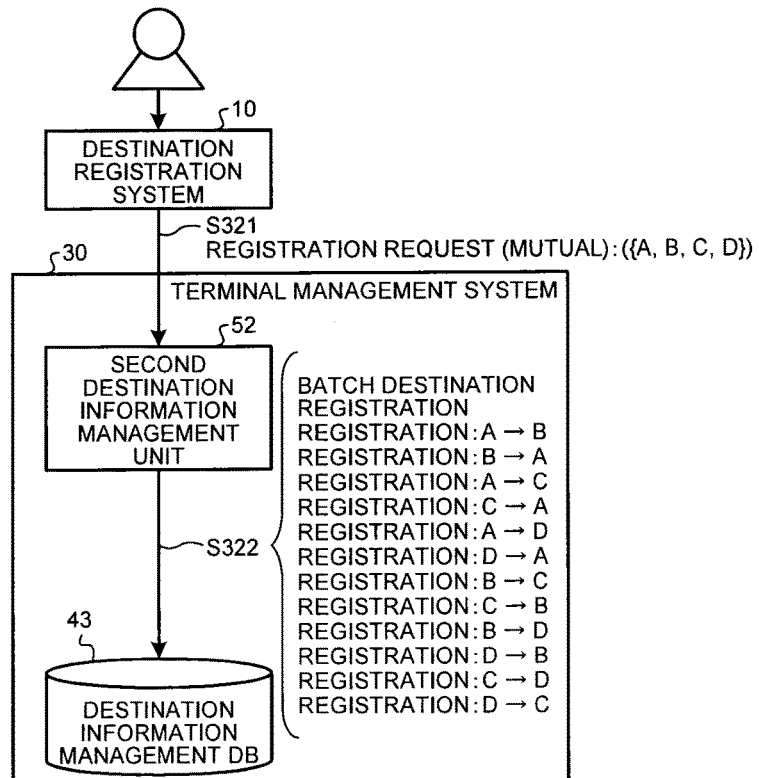 10
DESTINATION
REGISTRATION
SYSTEM
S321
REGISTRATION REQUEST (MUTUAL):({A, B, C, D})
30
TERMINAL MANAGEMENT SYSTEM
52
SECOND
DESTINATION
INFORMATION
MANAGEMENT
UNIT
BATCH DESTINATION
REGISTRATION
REGISTRATION:A → B
REGISTRATION:B → A
REGISTRATION:A → C
REGISTRATION:C → A
REGISTRATION:A → D
REGISTRATION:D → A
REGISTRATION:B → C
REGISTRATION:C → B
REGISTRATION:B → D
REGISTRATION:D → B
REGISTRATION:C → D
REGISTRATION:D → C
S322
43
DESTINATION
INFORMATION
MANAGEMENT DB